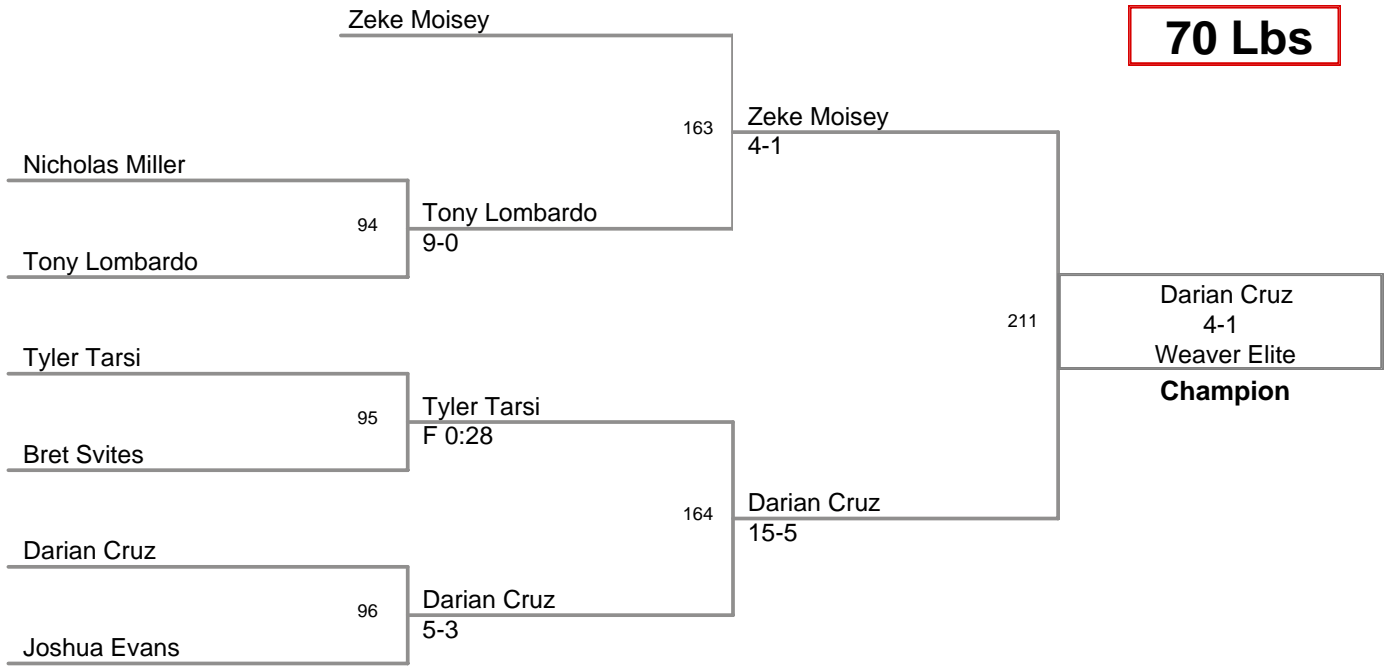 Zeke Moisey
70 Lbs
163
Zeke Moisey
4-1
Nicholas Miller
94
Tony Lombardo
9-0
Tony Lombardo
211
Darian Cruz
4-1
Weaver Elite
Champion
Tyler Tarsi
95
Tyler Tarsi
F 0:28
Bret Svites
164
Darian Cruz
15-5
Darian Cruz
96
Darian Cruz
5-3
Joshua Evans